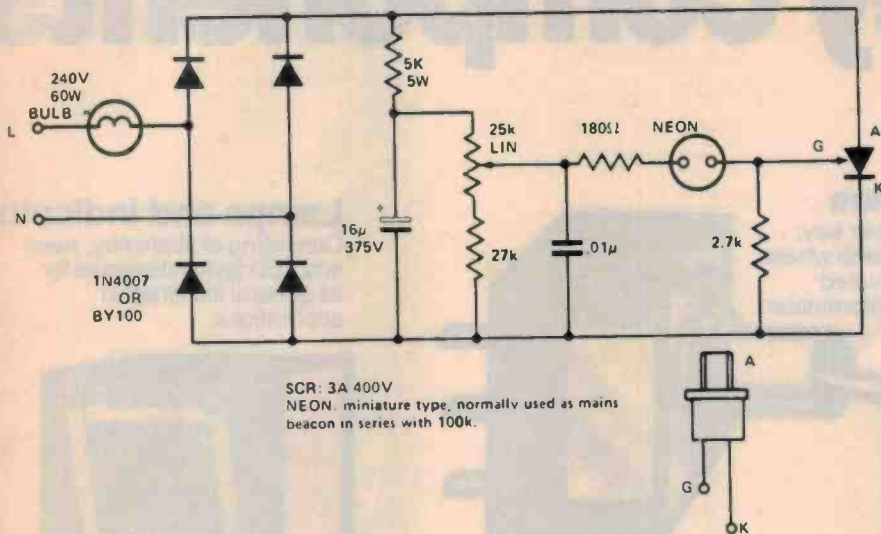 240V
60W
BULB
L
N
1N4007
OR
BY100
5K
5W
16µ
375V
+
25k
LIN
27k
180Ω
.01µ
NEON
2.7k
G
A
K
SCR: 3A 400V
NEON. miniature type, normally used as mains
beacon in series with 100k.
A
G
K